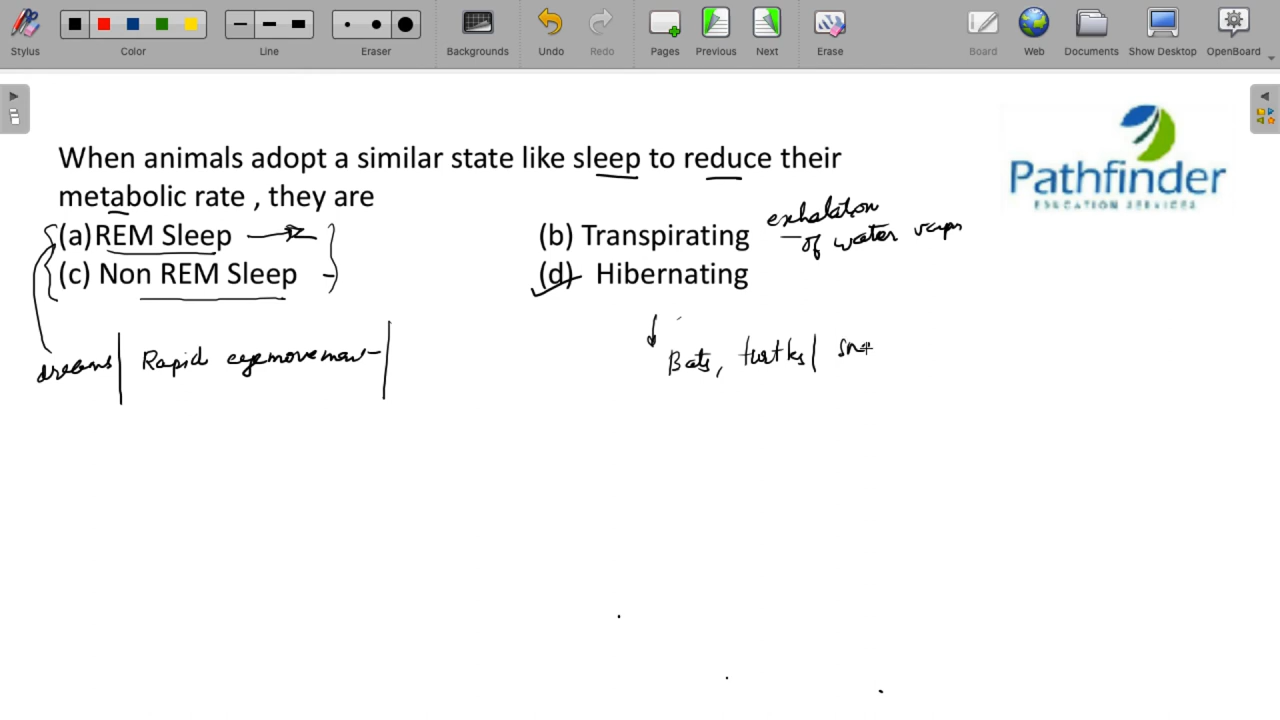 Stylus
Color
Line
Eraser
Backgrounds
Undo
Redo
Pages
Previous
Next
Erase
Board
Web
Documents
Show Desktop
OpenBoard
When animals adopt a similar state like sleep to reduce their
metabolic rate , they are
Pathfinder
EDUCATION SERVICES
(a) REM Sleep
(b) Transpirating
exhalation
of water vapor
(c) Non REM Sleep
(d) Hibernating
dreams
Rapid eye movement
Bats, turtles